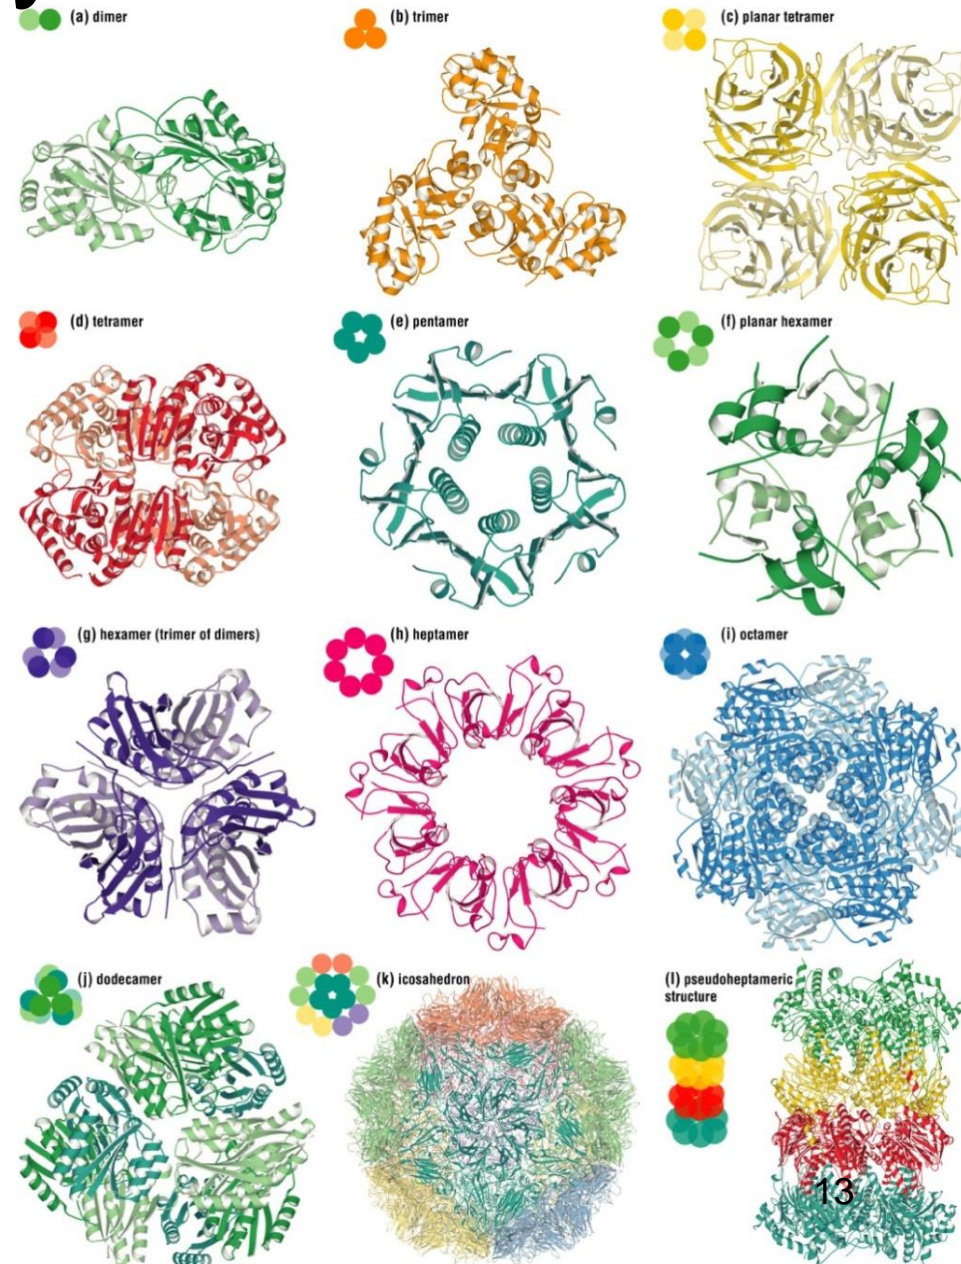 (a) dimer
(b) trimer
(c) planar tetramer
(d) tetramer
(e) pentamer
(f) planar hexamer
(g) hexamer (trimer of dimers)
(h) heptamer
(i) octamer
(j) dodecamer
(k) icosahedron
(l) pseudoheptameric
structure
13